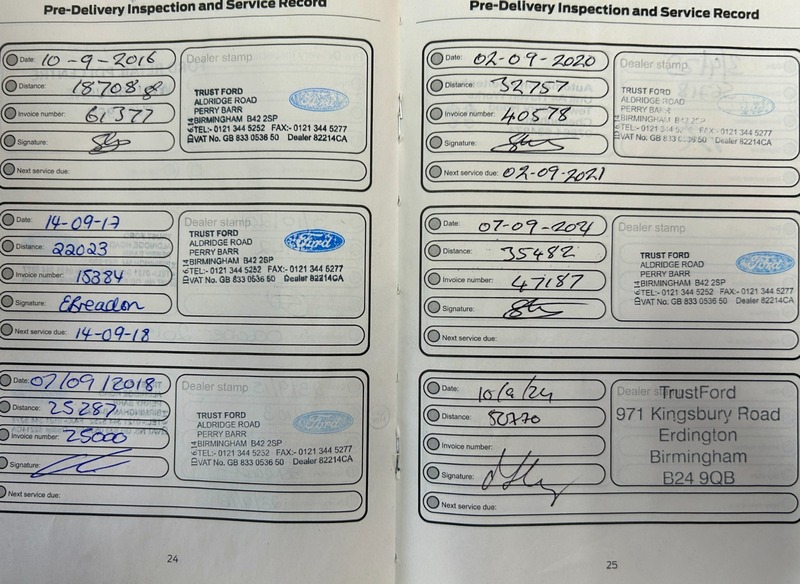 Pre-Delivery Inspection and Service Record
Date: 10-9-2016
Distance: 18708
Invoice number: 61377
Signature:
Next service due:
Dealer stamp
TRUST FORD
ALDRIDGE ROAD
PERRY BARR
BIRMINGHAM B42 2SP
TEL:- 0121 344 5252 FAX:- 0121 344 5277
VAT No. GB 833 0536 50 Dealer 82214CA
Ford
Date: 14-09-17
Distance: 22023
Invoice number: 15384
Signature: EBreadon
Next service due: 14-09-18
Dealer stamp
TRUST FORD
ALDRIDGE ROAD
PERRY BARR
BIRMINGHAM B42 2SP
TEL:- 0121 344 5252 FAX:- 0121 344 5277
VAT No. GB 833 0536 50 Dealer 82214CA
Ford
Date: 07/09/2018
Distance: 25287
Invoice number: 25000
Signature:
Next service due:
Dealer stamp
TRUST FORD
ALDRIDGE ROAD
PERRY BARR
BIRMINGHAM B42 2SP
TEL:- 0121 344 5252 FAX:- 0121 344 5277
VAT No. GB 833 0536 50 Dealer 82214CA
Ford
24
Pre-Delivery Inspection and Service Record
Date: 02-09-2020
Distance: 32757
Invoice number: 40578
Signature:
Next service due: 02-09-2021
Dealer stamp
TRUST FORD
ALDRIDGE ROAD
PERRY BARR
BIRMINGHAM B42 2SP
TEL:- 0121 344 5 FAX:- 0121 344 5277
VAT No. GB 833 0536 50 Dealer 82214CA
Date: 07-09-2021
Distance: 35482
Invoice number: 47187
Signature:
Next service due:
Dealer stamp
TRUST FORD
ALDRIDGE ROAD
PERRY BARR
BIRMINGHAM B42 2SP
TEL:- 0121 344 5252 FAX:- 0121 344 5277
VAT No. GB 833 0536 50 Dealer 82214CA
Ford
Date: 10/9/24
Distance: 50770
Invoice number:
Signature:
Next service due:
Dealer stamp
TrustFord
971 Kingsbury Road
Erdington
Birmingham
B24 9QB
25